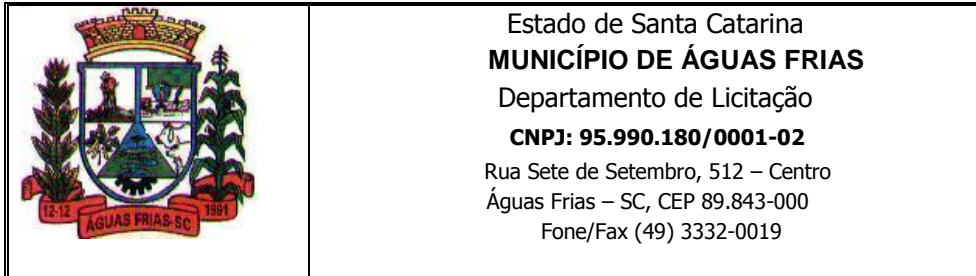 12-12
ÁGUAS FRIAS-SC
1991
Estado de Santa Catarina
MUNICÍPIO DE ÁGUAS FRIAS
Departamento de Licitação
CNPJ: 95.990.180/0001-02
Rua Sete de Setembro, 512 – Centro
Águas Frias – SC, CEP 89.843-000
Fone/Fax (49) 3332-0019